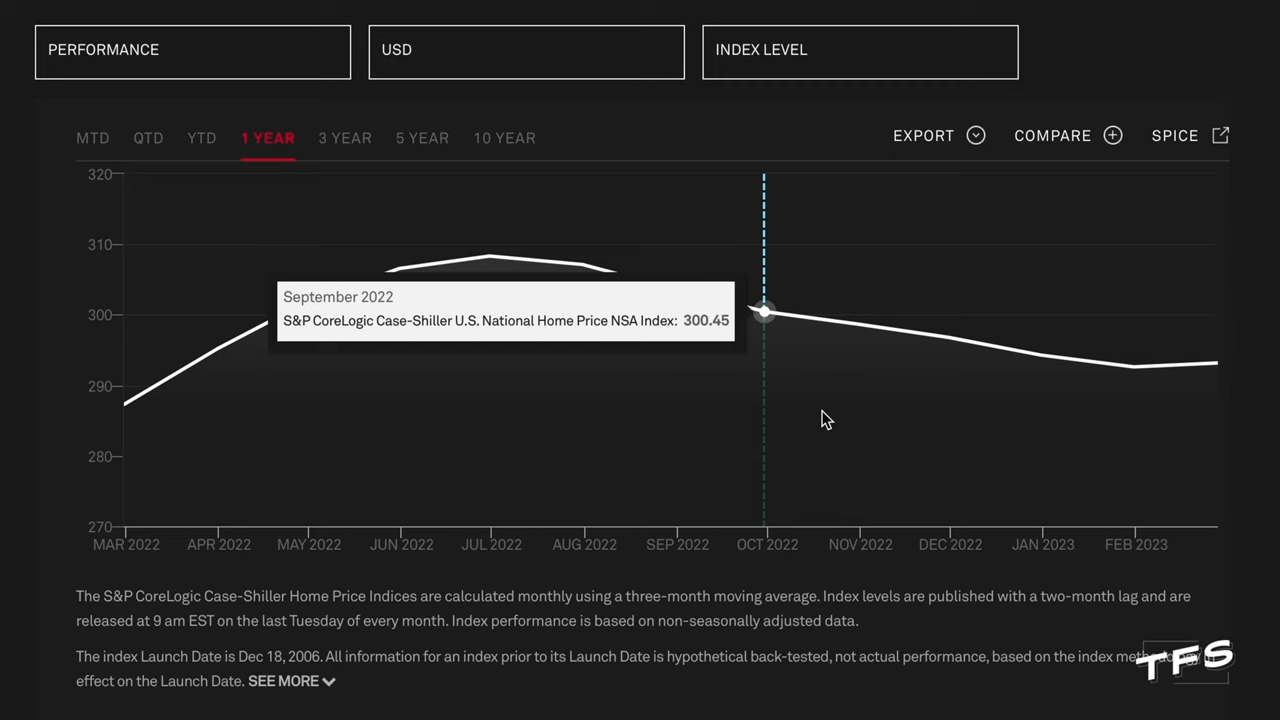 PERFORMANCE USD INDEX LEVEL
MTD QTD YTD 1 YEAR 3 YEAR 5 YEAR 10 YEAR EXPORT COMPARE SPICE
320
310
September 2022
S&P CoreLogic Case-Shiller U.S. National Home Price NSA Index: 300.45
300
290
280
270
MAR 2022 APR 2022 MAY 2022 JUN 2022 JUL 2022 AUG 2022 SEP 2022 OCT 2022 NOV 2022 DEC 2022 JAN 2023 FEB 2023
The S&P CoreLogic Case-Shiller Home Price Indices are calculated monthly using a three-month moving average. Index levels are published with a two-month lag and are
released at 9 am EST on the last Tuesday of every month. Index performance is based on non-seasonally adjusted data.
The index Launch Date is Dec 18, 2006. All information for an index prior to its Launch Date is hypothetical back-tested, not actual performance, based on the index
effect on the Launch Date. SEE MORE
TFS